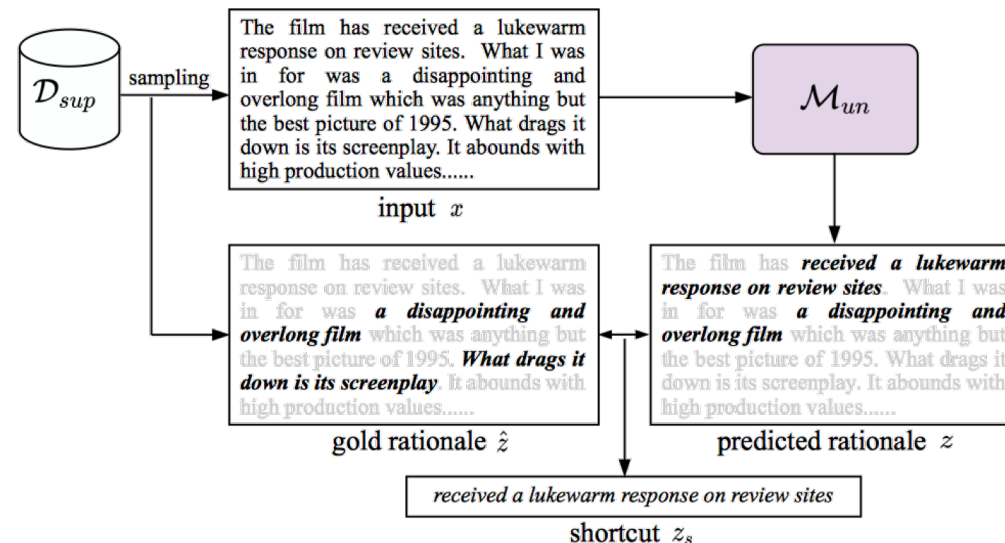 The film has received a lukewarm
response on review sites. What I was
in for was a disappointing and
overlong film which was anything but
the best picture of 1995. What drags it
down is its screenplay. It abounds with
high production values......
sampling
D_sup
M_un
input x
The film has received a lukewarm
response on review sites. What I was
in for was a disappointing and
overlong film which was anything but
the best picture of 1995. What drags it
down is its screenplay. It abounds with
high production values......
The film has received a lukewarm
response on review sites. What I was
in for was a disappointing and
overlong film which was anything but
the best picture of 1995. What drags it
down is its screenplay. It abounds with
high production values......
gold rationale ẑ
predicted rationale z
received a lukewarm response on review sites
shortcut z_s